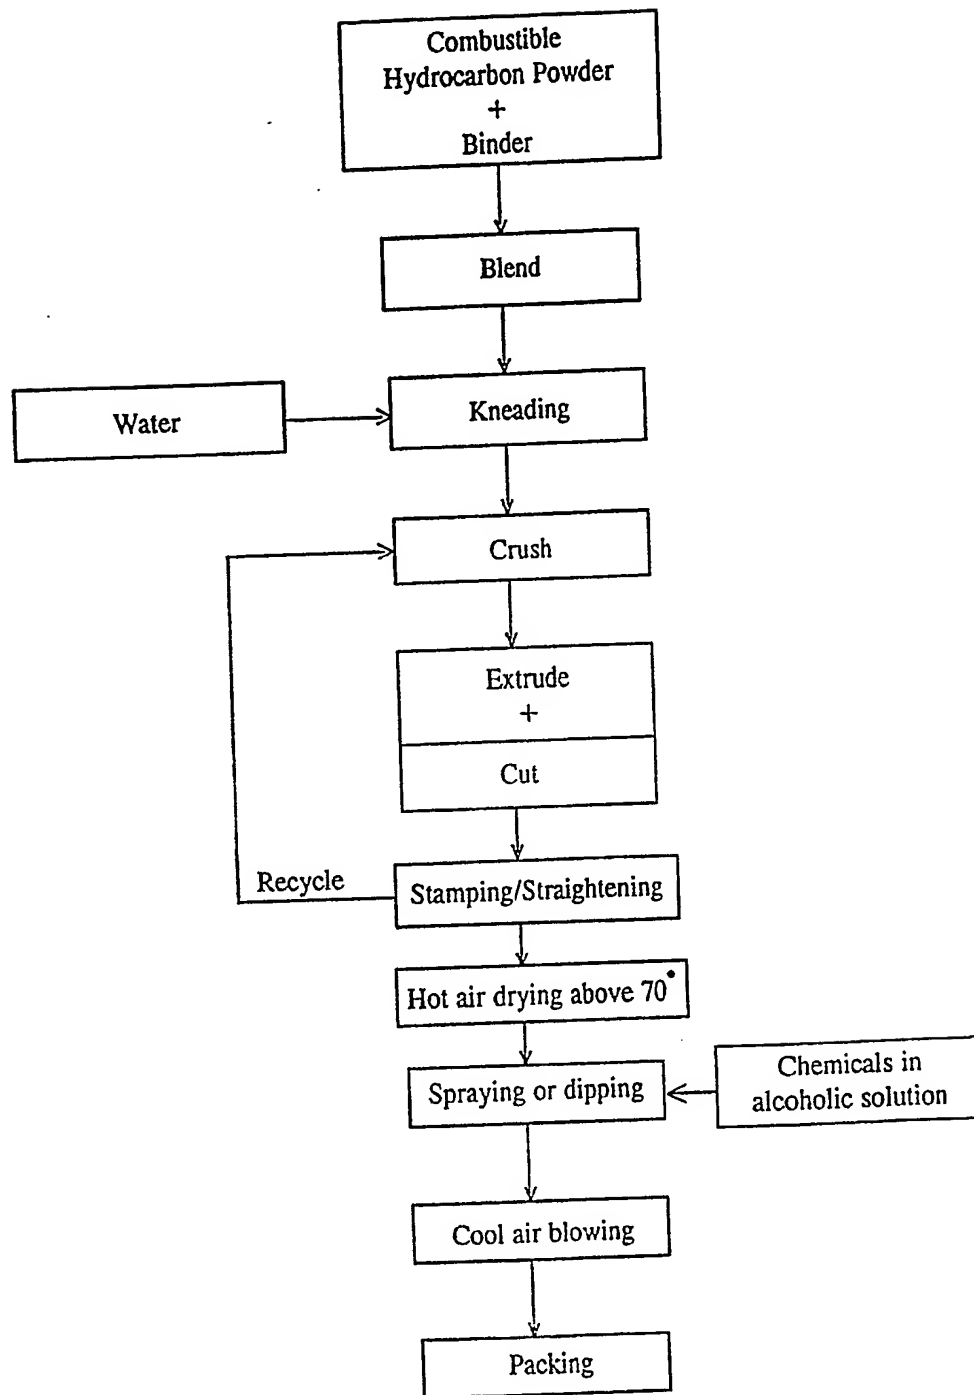 Combustible
Hydrocarbon Powder
+
Binder
Blend
Water
Kneading
Crush
Extrude
+
Cut
Recycle
Stamping/Straightening
Hot air drying above 70°
Spraying or dipping
Chemicals in
alcoholic solution
Cool air blowing
Packing